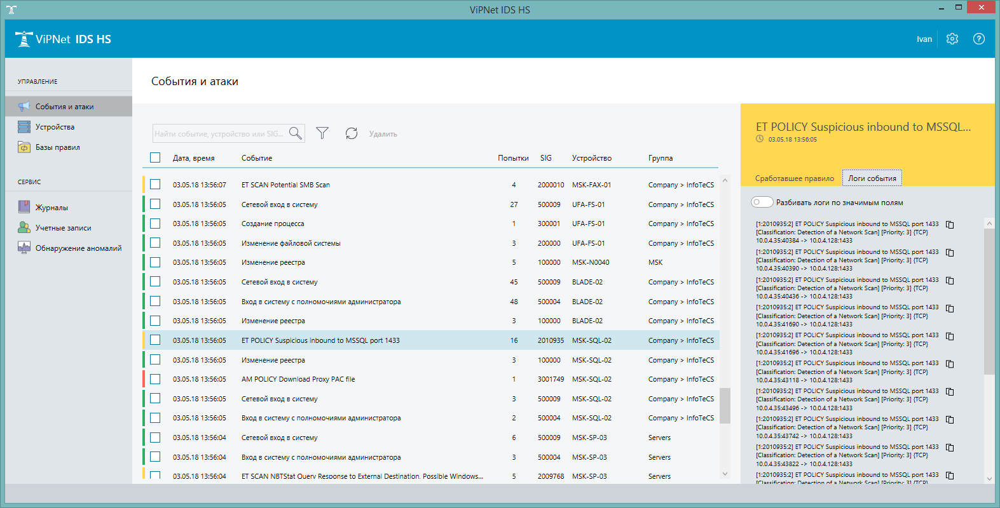 ViPNet IDS HS
ViPNet IDS HS
Ivan
УПРАВЛЕНИЕ
События и атаки
Устройства
Базы правил
СЕРВИС
Журналы
Учетные записи
Обнаружение аномалий
События и атаки
Найти событие, устройство или SIG...
Удалить
Дата, время Событие Попытки SIG Устройство Группа
03.05.18 13:56:07 ET SCAN Potential SMB Scan 4 2000010 MSK-FAX-01 Company > InfoTeCS
03.05.18 13:56:05 Сетевой вход в систему 27 500009 UFA-FS-01 Company > InfoTeCS
03.05.18 13:56:05 Создание процесса 1 300001 UFA-FS-01 Company > InfoTeCS
03.05.18 13:56:05 Изменение файловой системы 3 200000 UFA-FS-01 Company > InfoTeCS
03.05.18 13:56:05 Изменение реестра 5 100000 MSK-N0040 MSK
03.05.18 13:56:05 Сетевой вход в систему 45 500009 BLADE-02 Company > InfoTeCS
03.05.18 13:56:05 Вход в систему с полномочиями администратора 48 500004 BLADE-02 Company > InfoTeCS
03.05.18 13:56:05 Изменение реестра 3 100000 BLADE-02 Company > InfoTeCS
03.05.18 13:56:05 ET POLICY Suspicious inbound to MSSQL port 1433 16 2010935 MSK-SQL-02 Company > InfoTeCS
03.05.18 13:56:05 Изменение реестра 3 100000 MSK-SQL-02 Company > InfoTeCS
03.05.18 13:56:05 AM POLICY Download Proxy PAC file 1 3001749 MSK-SQL-02 Company > InfoTeCS
03.05.18 13:56:05 Сетевой вход в систему 3 500009 MSK-SQL-02 Company > InfoTeCS
03.05.18 13:56:05 Вход в систему с полномочиями администратора 2 500004 MSK-SQL-02 Company > InfoTeCS
03.05.18 13:56:04 Сетевой вход в систему 6 500009 MSK-SP-03 Servers
03.05.18 13:56:04 Вход в систему с полномочиями администратора 3 500004 MSK-SP-03 Servers
03.05.18 13:56:04 ET SCAN NBTStat Query Response to External Destination, Possible Windows... 5 2009768 MSK-SP-03 Servers
ET POLICY Suspicious inbound to MSSQL...
03.05.18 13:56:05
Сработавшее правило Логи события
Разбивать логи по значимым полям
[1:2010935:2] ET POLICY Suspicious inbound to MSSQL port 1433
[Classification: Detection of a Network Scan] [Priority: 3] {TCP}
10.0.4.35:40384 -> 10.0.4.128:1433
[1:2010935:2] ET POLICY Suspicious inbound to MSSQL port 1433
[Classification: Detection of a Network Scan] [Priority: 3] {TCP}
10.0.4.35:40390 -> 10.0.4.128:1433
[1:2010935:2] ET POLICY Suspicious inbound to MSSQL port 1433
[Classification: Detection of a Network Scan] [Priority: 3] {TCP}
10.0.4.35:40436 -> 10.0.4.128:1433
[1:2010935:2] ET POLICY Suspicious inbound to MSSQL port 1433
[Classification: Detection of a Network Scan] [Priority: 3] {TCP}
10.0.4.35:41690 -> 10.0.4.128:1433
[1:2010935:2] ET POLICY Suspicious inbound to MSSQL port 1433
[Classification: Detection of a Network Scan] [Priority: 3] {TCP}
10.0.4.35:41696 -> 10.0.4.128:1433
[1:2010935:2] ET POLICY Suspicious inbound to MSSQL port 1433
[Classification: Detection of a Network Scan] [Priority: 3] {TCP}
10.0.4.35:43118 -> 10.0.4.128:1433
[1:2010935:2] ET POLICY Suspicious inbound to MSSQL port 1433
[Classification: Detection of a Network Scan] [Priority: 3] {TCP}
10.0.4.35:43496 -> 10.0.4.128:1433
[1:2010935:2] ET POLICY Suspicious inbound to MSSQL port 1433
[Classification: Detection of a Network Scan] [Priority: 3] {TCP}
10.0.4.35:43742 -> 10.0.4.128:1433
[1:2010935:2] ET POLICY Suspicious inbound to MSSQL port 1433
[Classification: Detection of a Network Scan] [Priority: 3] {TCP}
10.0.4.35:43822 -> 10.0.4.128:1433
[1:2010935:2] ET POLICY Suspicious inbound to MSSQL port 1433
[Classification: Detection of a Network Scan] [Priority: 3] {TCP}